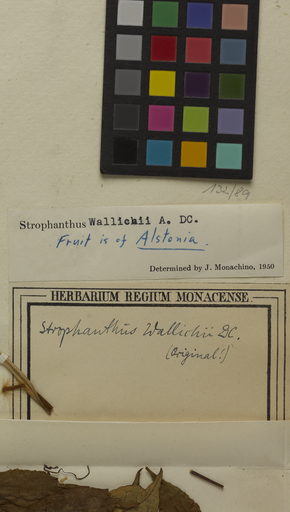 132/89
Strophanthus Wallichii A. DC.
Fruit is of Alstonia.
Determined by J. Monachino, 1950
HERBARIUM REGIUM MONACENSE.
Strophanthus Wallichii DC.
(Original!)